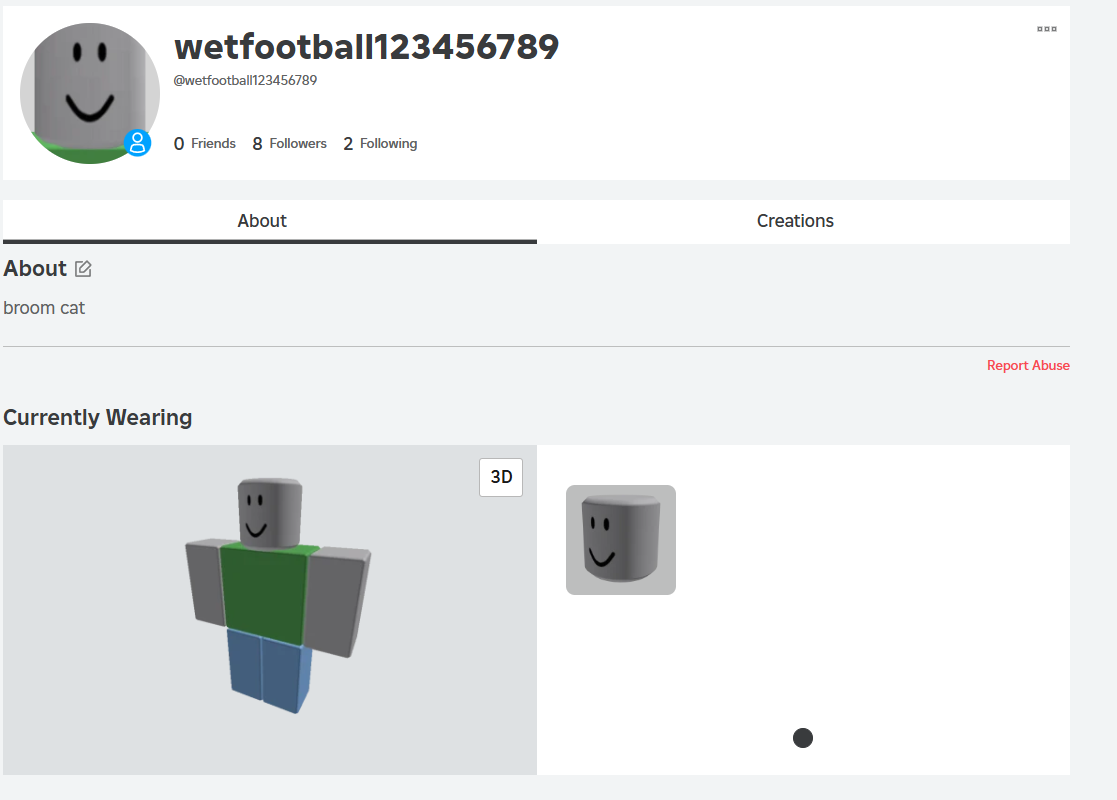 wetfootball123456789
@wetfootball123456789
0 Friends 8 Followers 2 Following
About Creations
About
broom cat
Report Abuse
Currently Wearing
3D